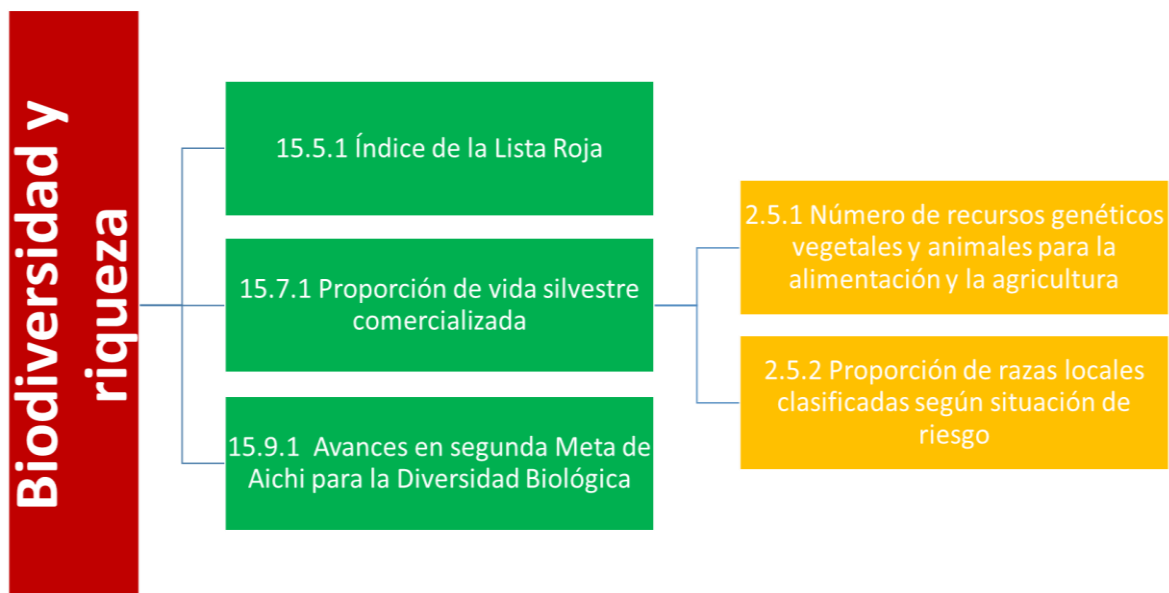 Biodiversidad y
riqueza
15.5.1 Índice de la Lista Roja
15.7.1 Proporción de vida silvestre
comercializada
15.9.1  Avances en segunda Meta de
Aichi para la Diversidad Biológica
2.5.1 Número de recursos genéticos
vegetales y animales para la
alimentación y la agricultura
2.5.2 Proporción de razas locales
clasificadas según situación de
riesgo